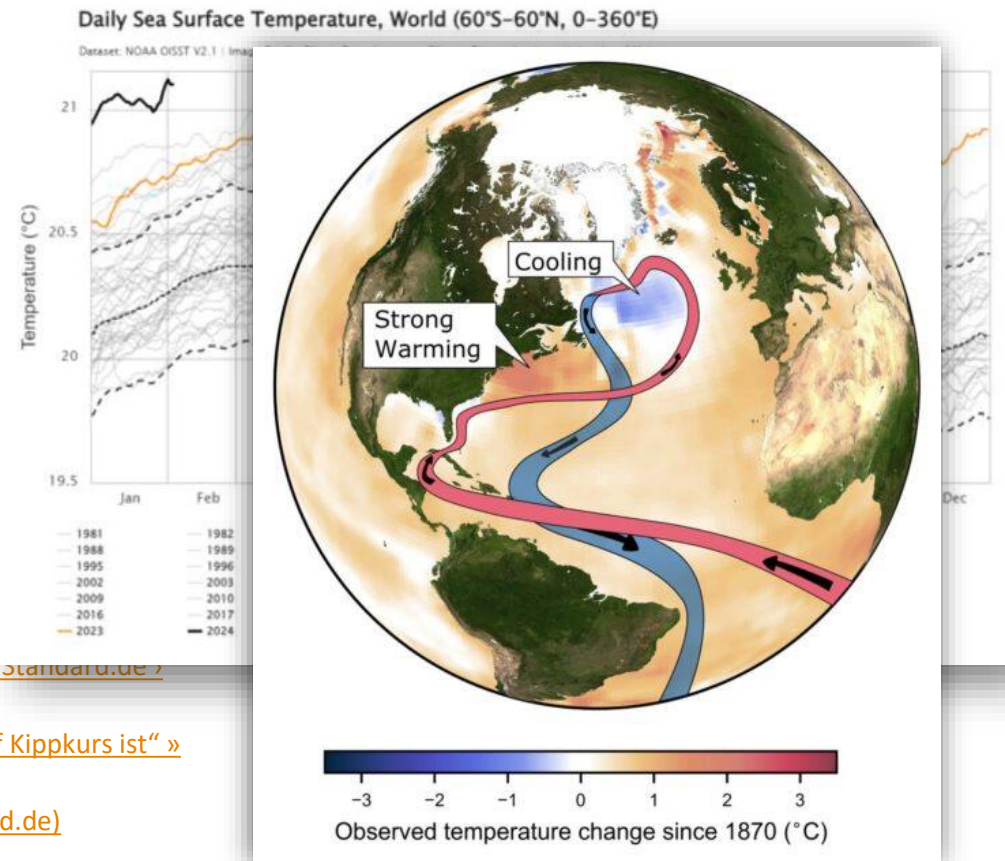 Daily Sea Surface Temperature, World (60°S–60°N, 0–360°E)
Dataset: NOAA OISST V2.1 |
Temperature (°C)
21
20.5
20
19.5
Jan
Feb
Dec
1981
1982
1988
1989
1995
1996
2002
2003
2009
2010
2016
2017
2023
2024
Cooling
Strong
Warming
−3
−2
−1
0
1
2
3
Observed temperature change since 1870 (°C)
Standard.de ›
Kippkurs ist“ »
d.de)